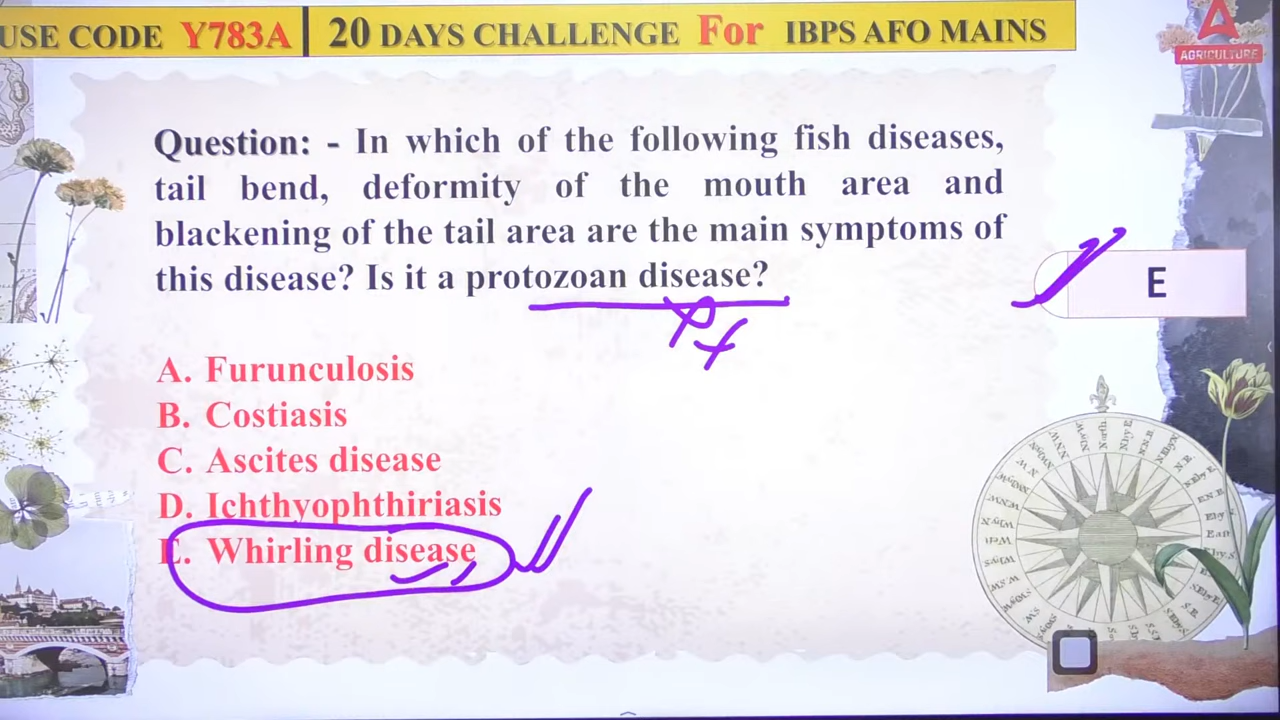 USE CODE Y783A | 20 DAYS CHALLENGE For IBPS AFO MAINS
AGRICULTURE
Question: - In which of the following fish diseases,
tail bend, deformity of the mouth area and
blackening of the tail area are the main symptoms of
this disease? Is it a protozoan disease?
E
A. Furunculosis
B. Costiasis
C. Ascites disease
D. Ichthyophthiriasis
E. Whirling disease